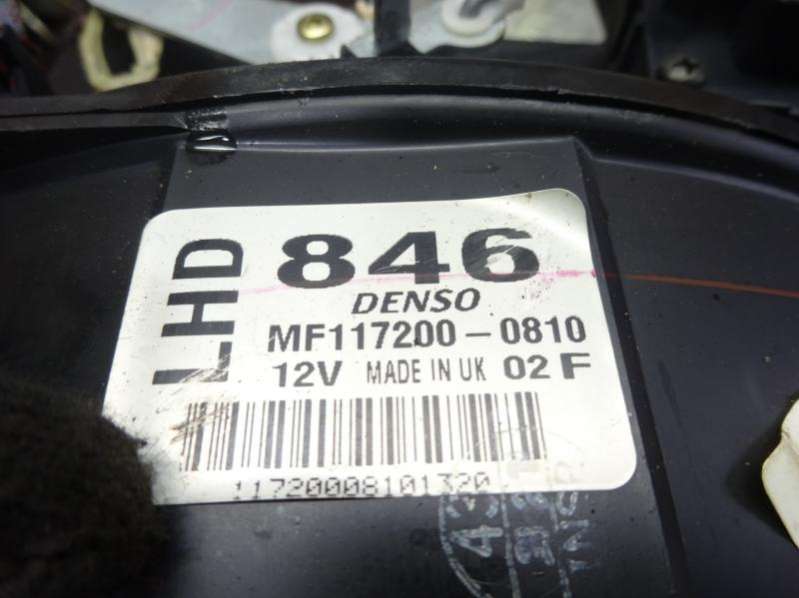 LHD
846
DENSO
MF117200-0810
12V MADE IN UK 02 F
11720008101320